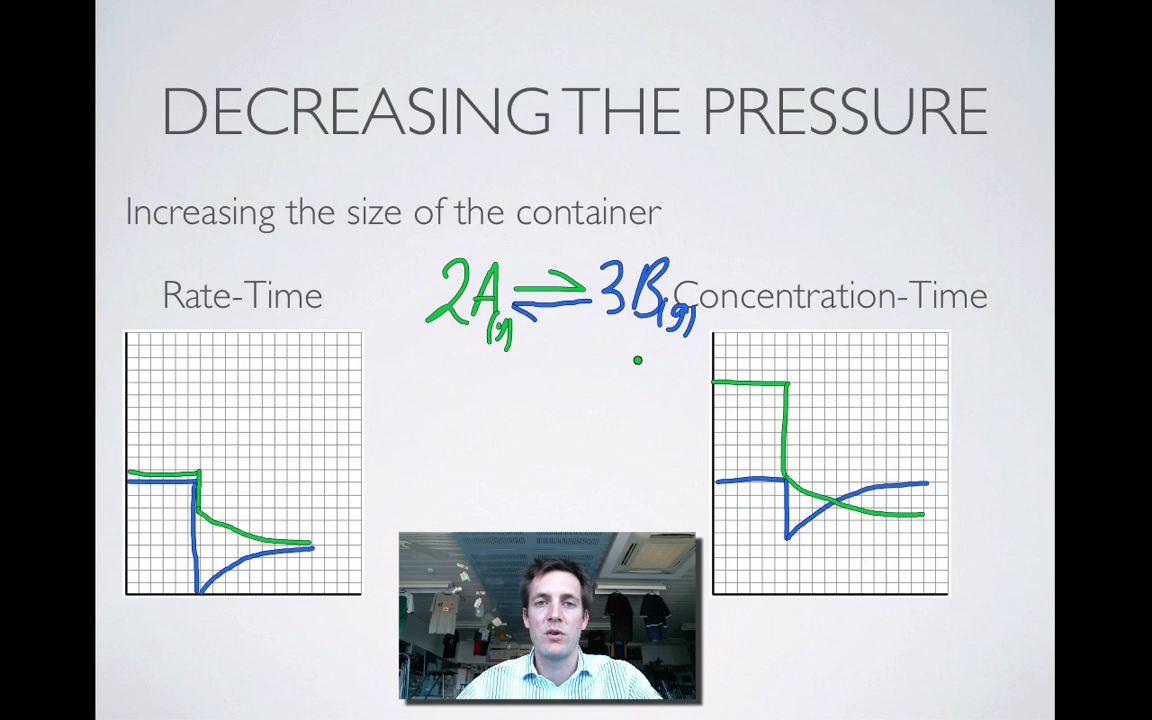 DECREASING THE PRESSURE
Increasing the size of the container
Rate-Time
2A(g) ⇌ 3B(g)
Concentration-Time